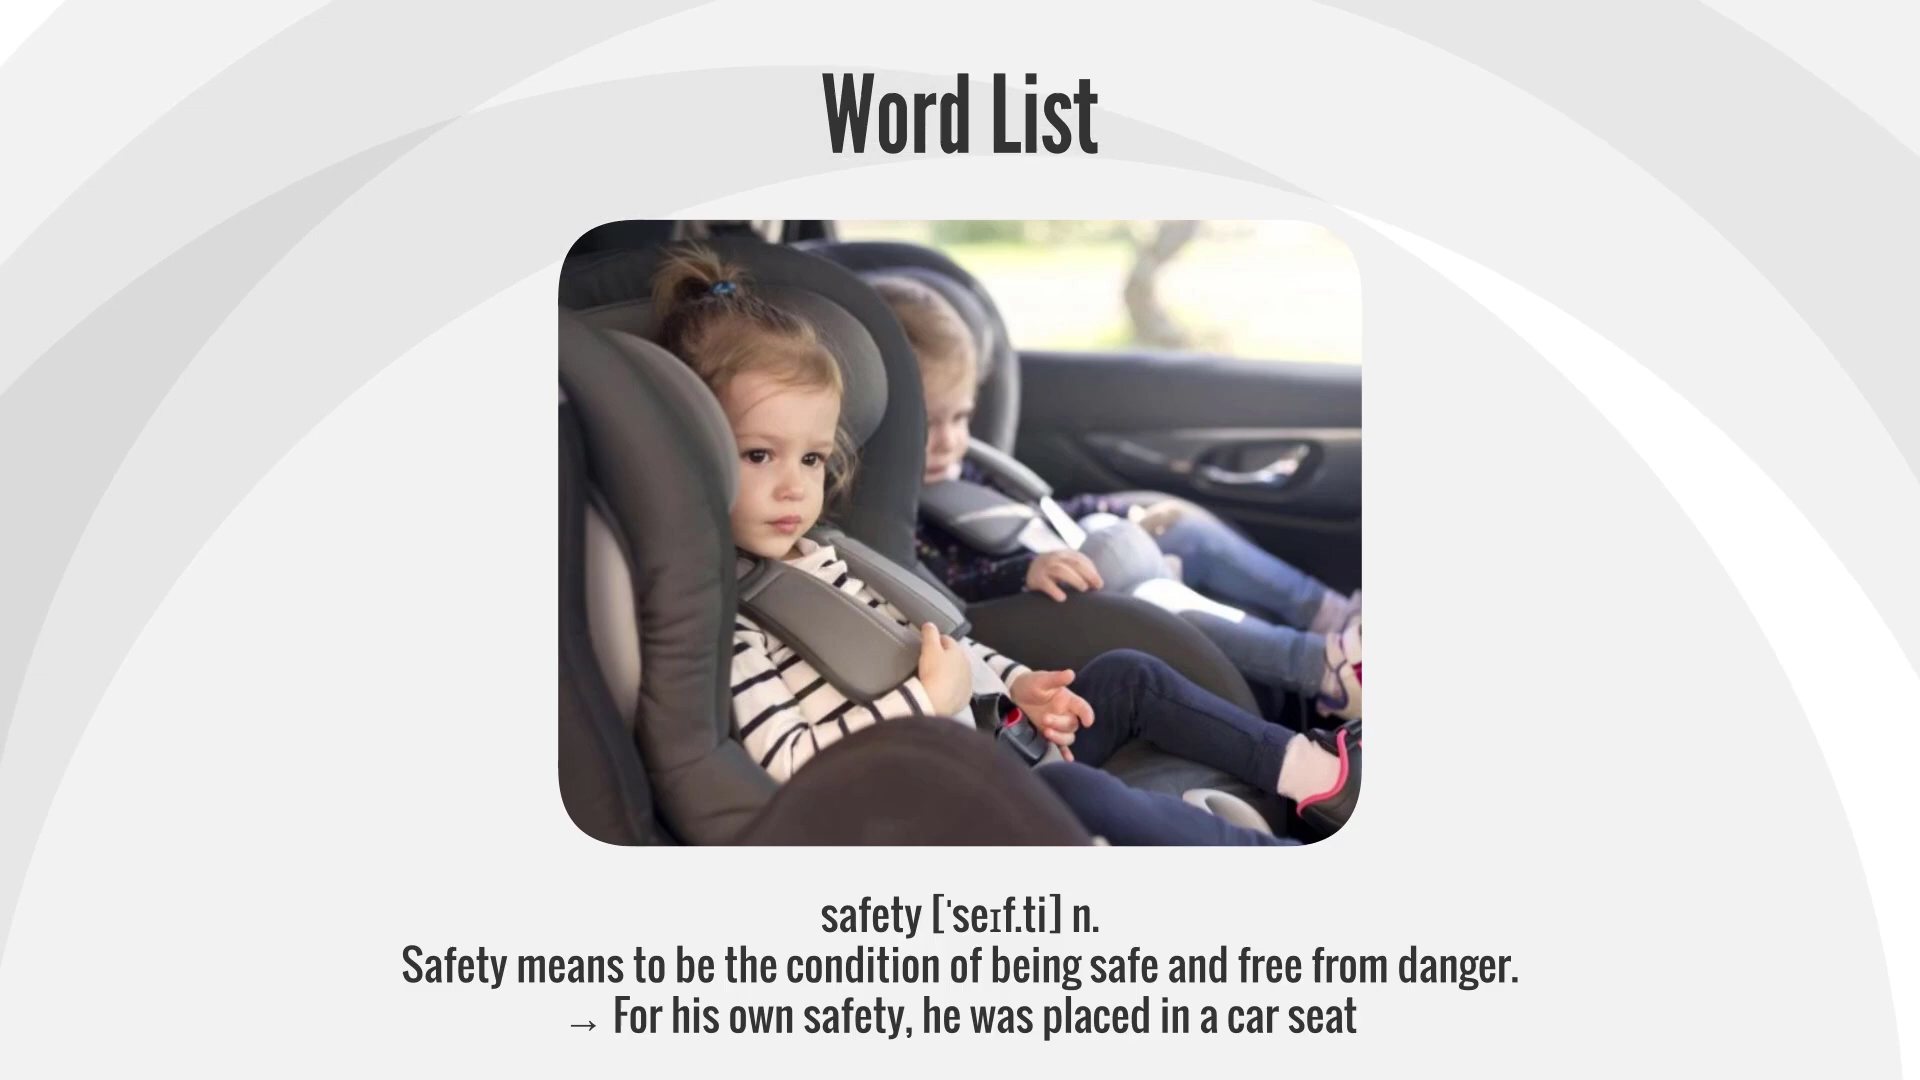 Word List
safety [ˈseɪf.ti] n.
Safety means to be the condition of being safe and free from danger.
→ For his own safety, he was placed in a car seat